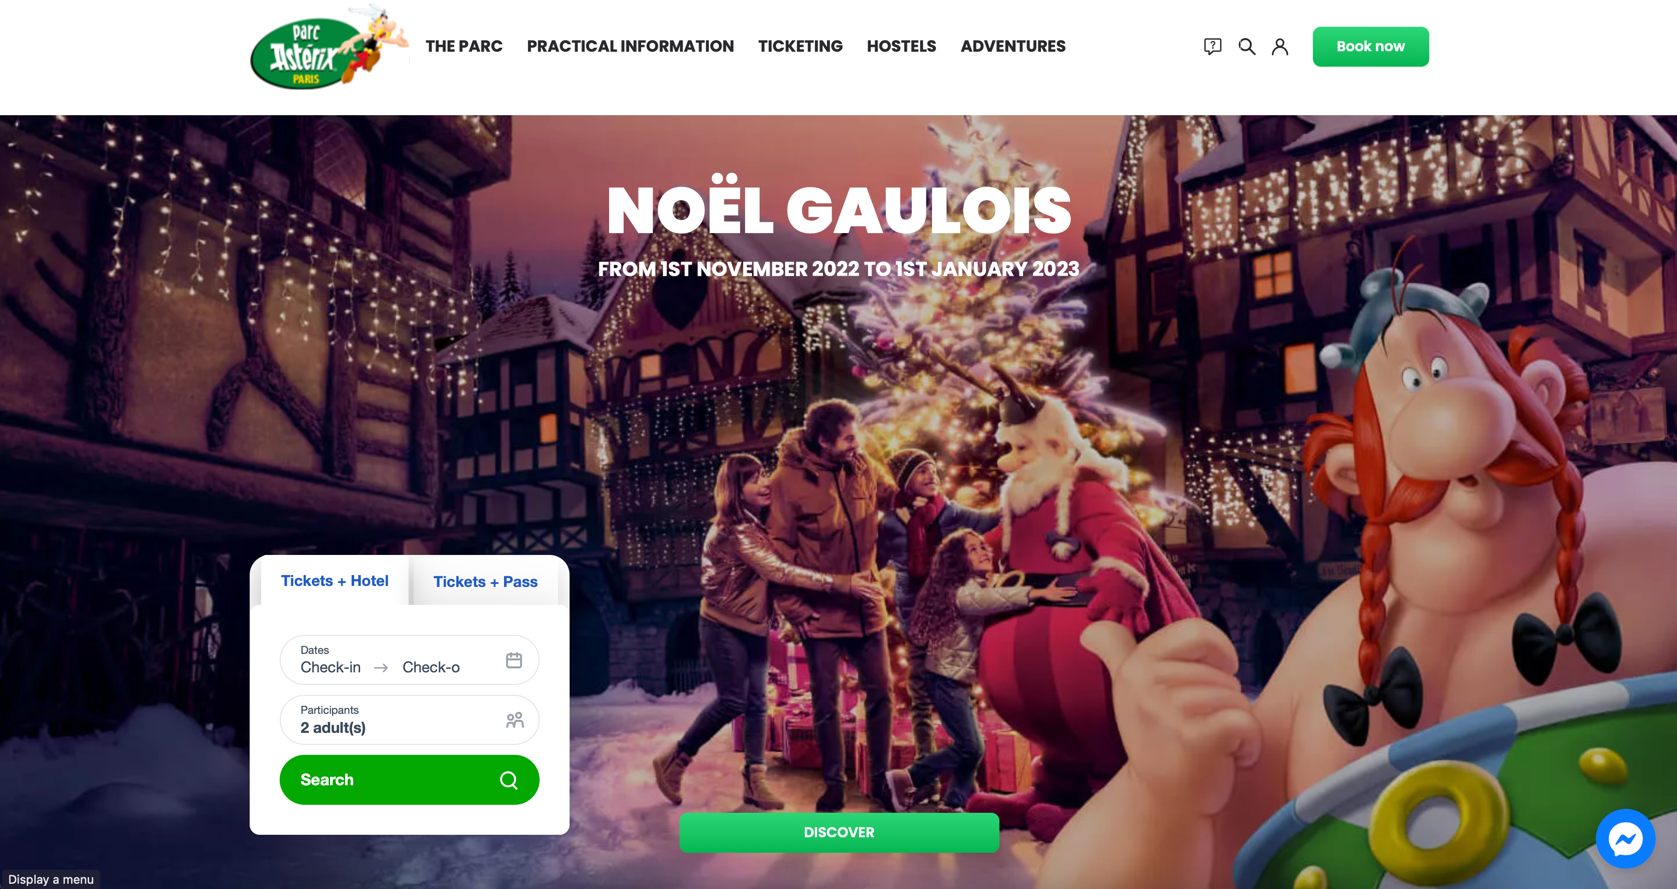 parc
Astérix
PARIS
THE PARC
PRACTICAL INFORMATION
TICKETING
HOSTELS
ADVENTURES
?
Book now
NOËL GAULOIS
FROM 1ST NOVEMBER 2022 TO 1ST JANUARY 2023
Tickets + Hotel
Tickets + Pass
Dates
Check-in → Check-o
Participants
2 adult(s)
Search
DISCOVER
Display a menu